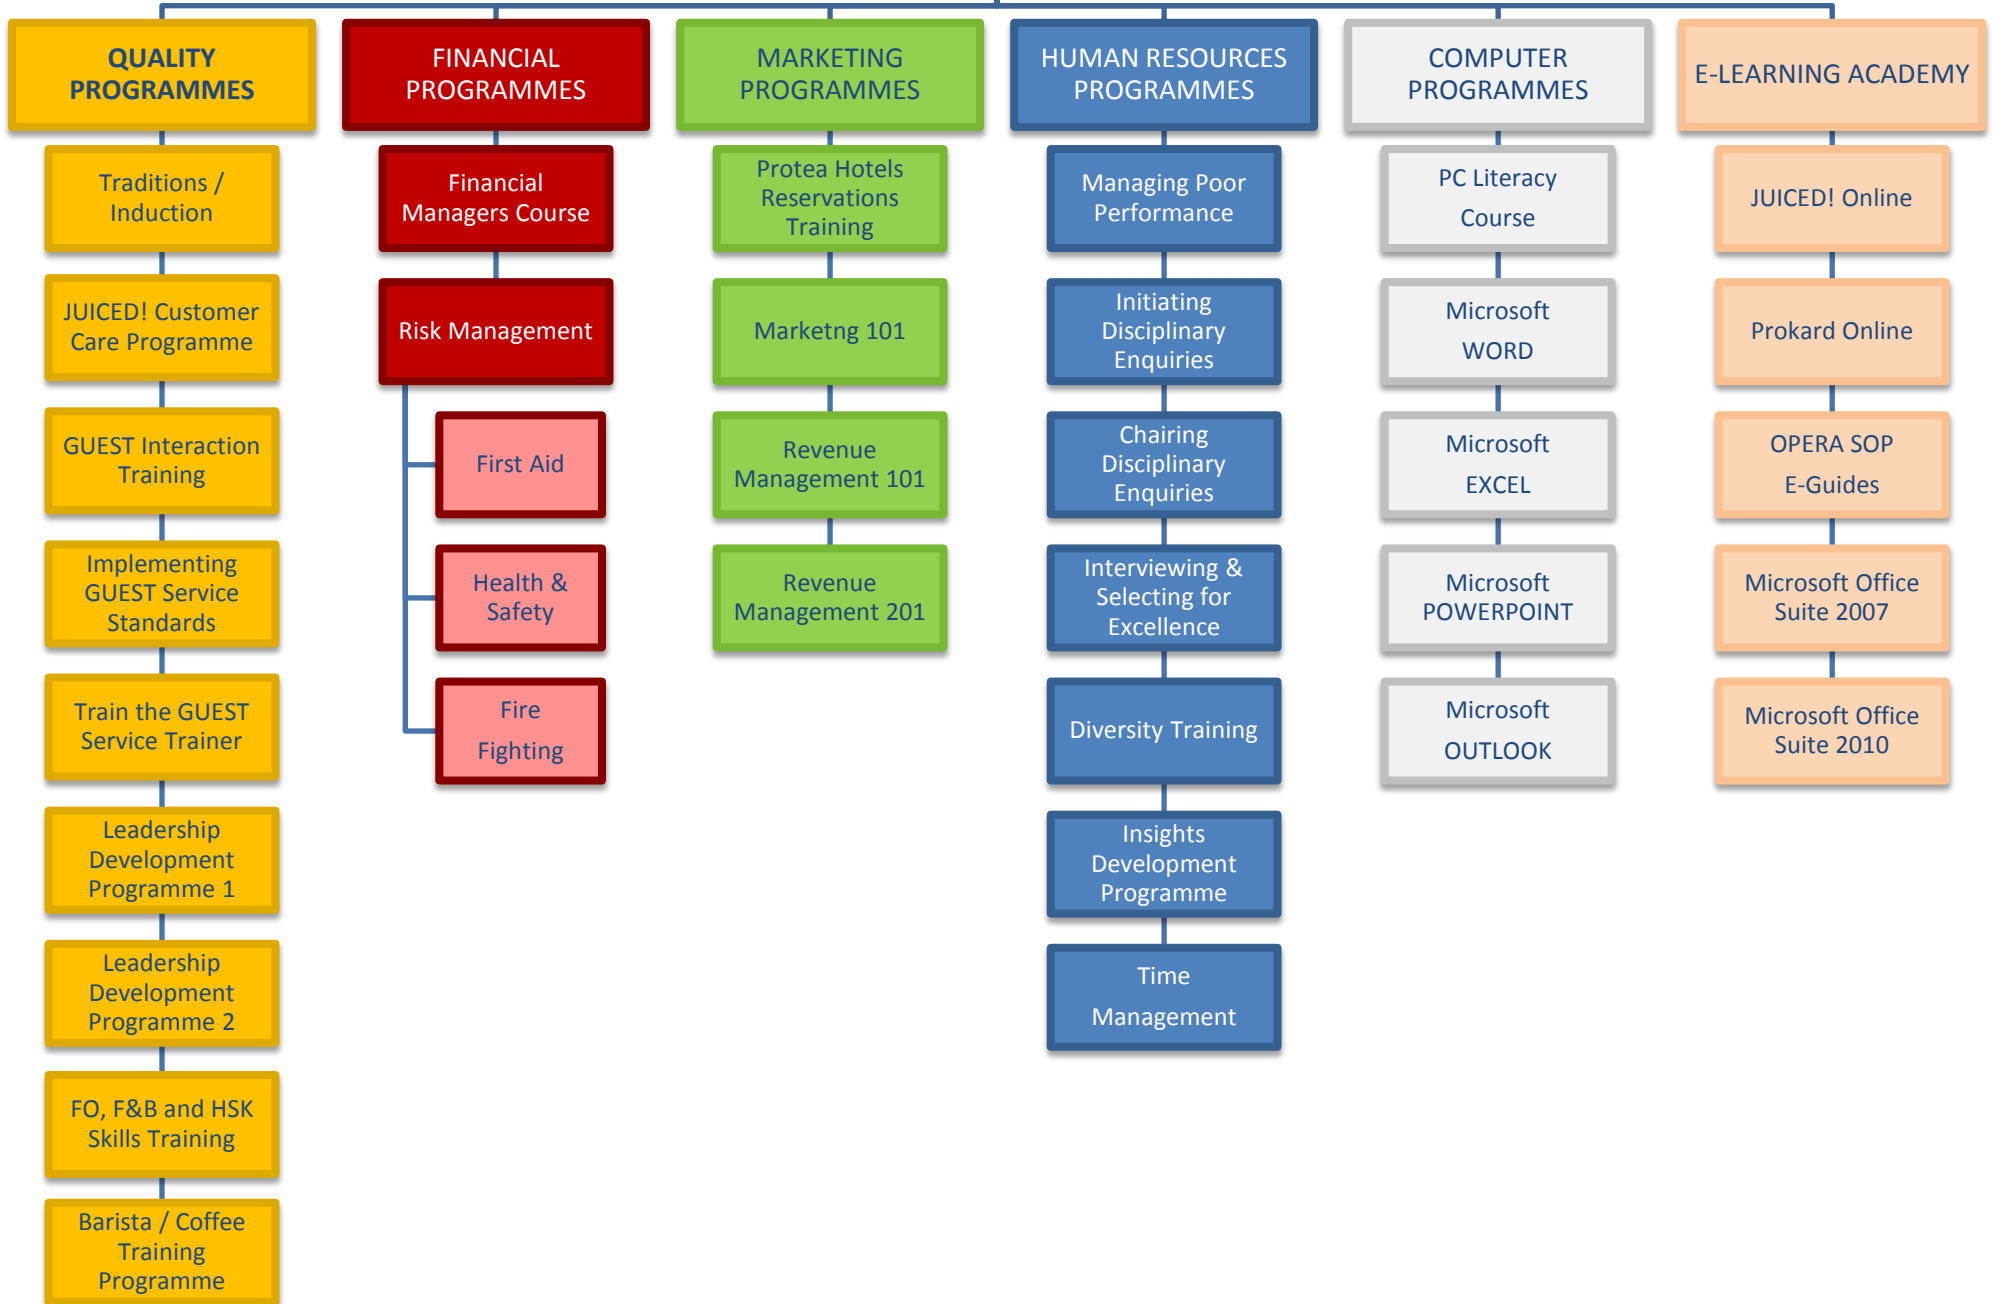 QUALITY
PROGRAMMES
Traditions /
Induction
JUICED! Customer
Care Programme
GUEST Interaction
Training
Implementing
GUEST Service
Standards
Train the GUEST
Service Trainer
Leadership
Development
Programme 1
Leadership
Development
Programme 2
FO, F&B and HSK
Skills Training
Barista / Coffee
Training
Programme
FINANCIAL
PROGRAMMES
Financial
Managers Course
Risk Management
First Aid
Health &
Safety
Fire
Fighting
MARKETING
PROGRAMMES
Protea Hotels
Reservations
Training
Marketng 101
Revenue
Management 101
Revenue
Management 201
HUMAN RESOURCES
PROGRAMMES
Managing Poor
Performance
Initiating
Disciplinary
Enquiries
Chairing
Disciplinary
Enquiries
Interviewing &
Selecting for
Excellence
Diversity Training
Insights
Development
Programme
Time
Management
COMPUTER
PROGRAMMES
PC Literacy
Course
Microsoft
WORD
Microsoft
EXCEL
Microsoft
POWERPOINT
Microsoft
OUTLOOK
E-LEARNING ACADEMY
JUICED! Online
Prokard Online
OPERA SOP
E-Guides
Microsoft Office
Suite 2007
Microsoft Office
Suite 2010